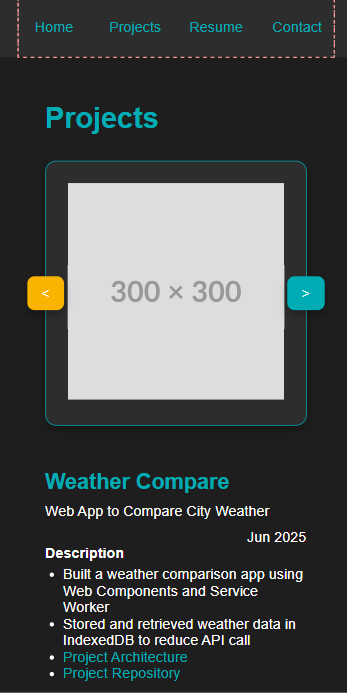 Home Projects Resume Contact
Projects
300 × 300
< >
Weather Compare
Web App to Compare City Weather
Jun 2025
Description
• Built a weather comparison app using
Web Components and Service
Worker
• Stored and retrieved weather data in
IndexedDB to reduce API call
• Project Architecture
• Project Repository